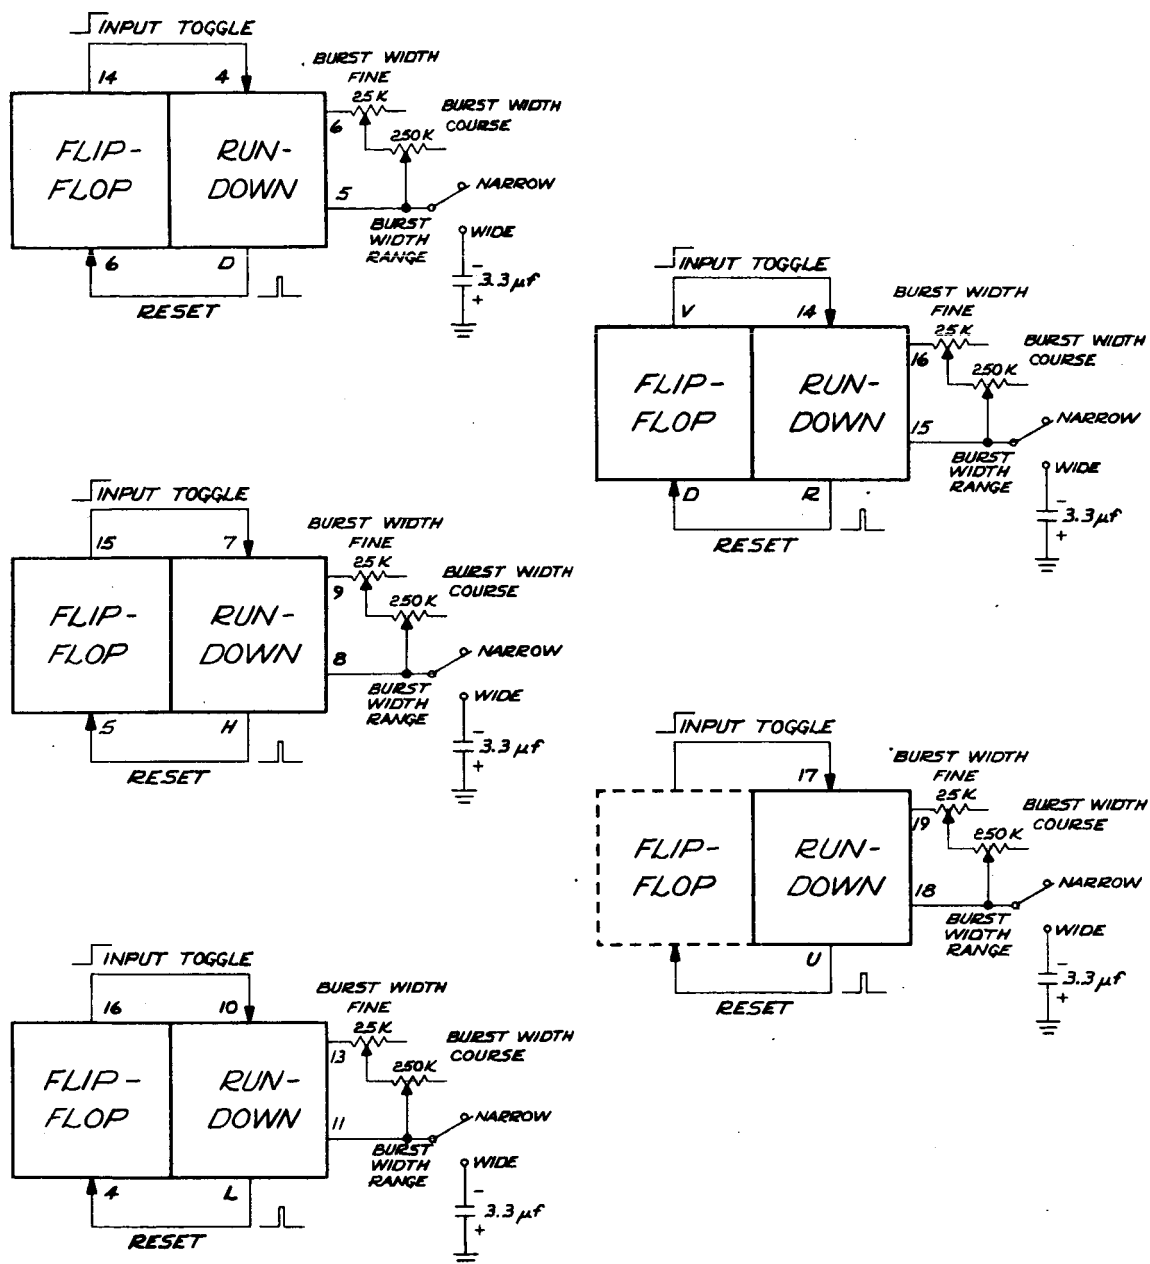 INPUT TOGGLE
14 4
BURST WIDTH
FINE
25K
BURST WIDTH
COURSE
6
250K
FLIP-
FLOP
RUN-
DOWN
5
NARROW
BURST
WIDTH
RANGE
WIDE
6 D
-
3.3 µf
+
RESET
INPUT TOGGLE
15 7
BURST WIDTH
FINE
25K
BURST WIDTH
COURSE
9
250K
FLIP-
FLOP
RUN-
DOWN
8
NARROW
BURST
WIDTH
RANGE
WIDE
5 H
-
3.3 µf
+
RESET
INPUT TOGGLE
16 10
BURST WIDTH
FINE
25K
BURST WIDTH
COURSE
13
250K
FLIP-
FLOP
RUN-
DOWN
11
NARROW
BURST
WIDTH
RANGE
WIDE
4 L
-
3.3 µf
+
RESET
INPUT TOGGLE
V 14
BURST WIDTH
FINE
25K
BURST WIDTH
COURSE
16
250K
FLIP-
FLOP
RUN-
DOWN
15
NARROW
BURST
WIDTH
RANGE
WIDE
D R
-
3.3 µf
+
RESET
INPUT TOGGLE
17
BURST WIDTH
FINE
25K
BURST WIDTH
COURSE
19
250K
FLIP-
FLOP
RUN-
DOWN
18
NARROW
BURST
WIDTH
RANGE
WIDE
U
-
3.3 µf
+
RESET